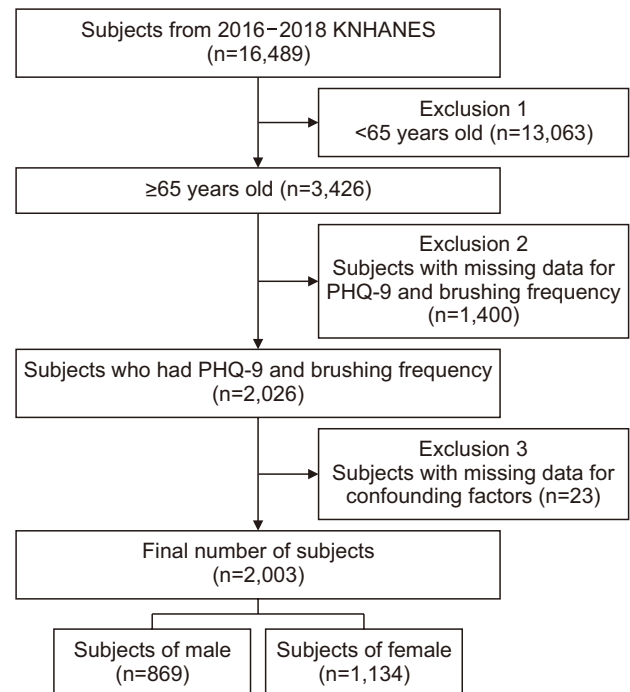 Subjects from 2016−2018 KNHANES
(n=16,489)
Exclusion 1
<65 years old (n=13,063)
≥65 years old (n=3,426)
Exclusion 2
Subjects with missing data for
PHQ-9 and brushing frequency
(n=1,400)
Subjects who had PHQ-9 and brushing frequency
(n=2,026)
Exclusion 3
Subjects with missing data for
confounding factors (n=23)
Final number of subjects
(n=2,003)
Subjects of male
(n=869)
Subjects of female
(n=1,134)